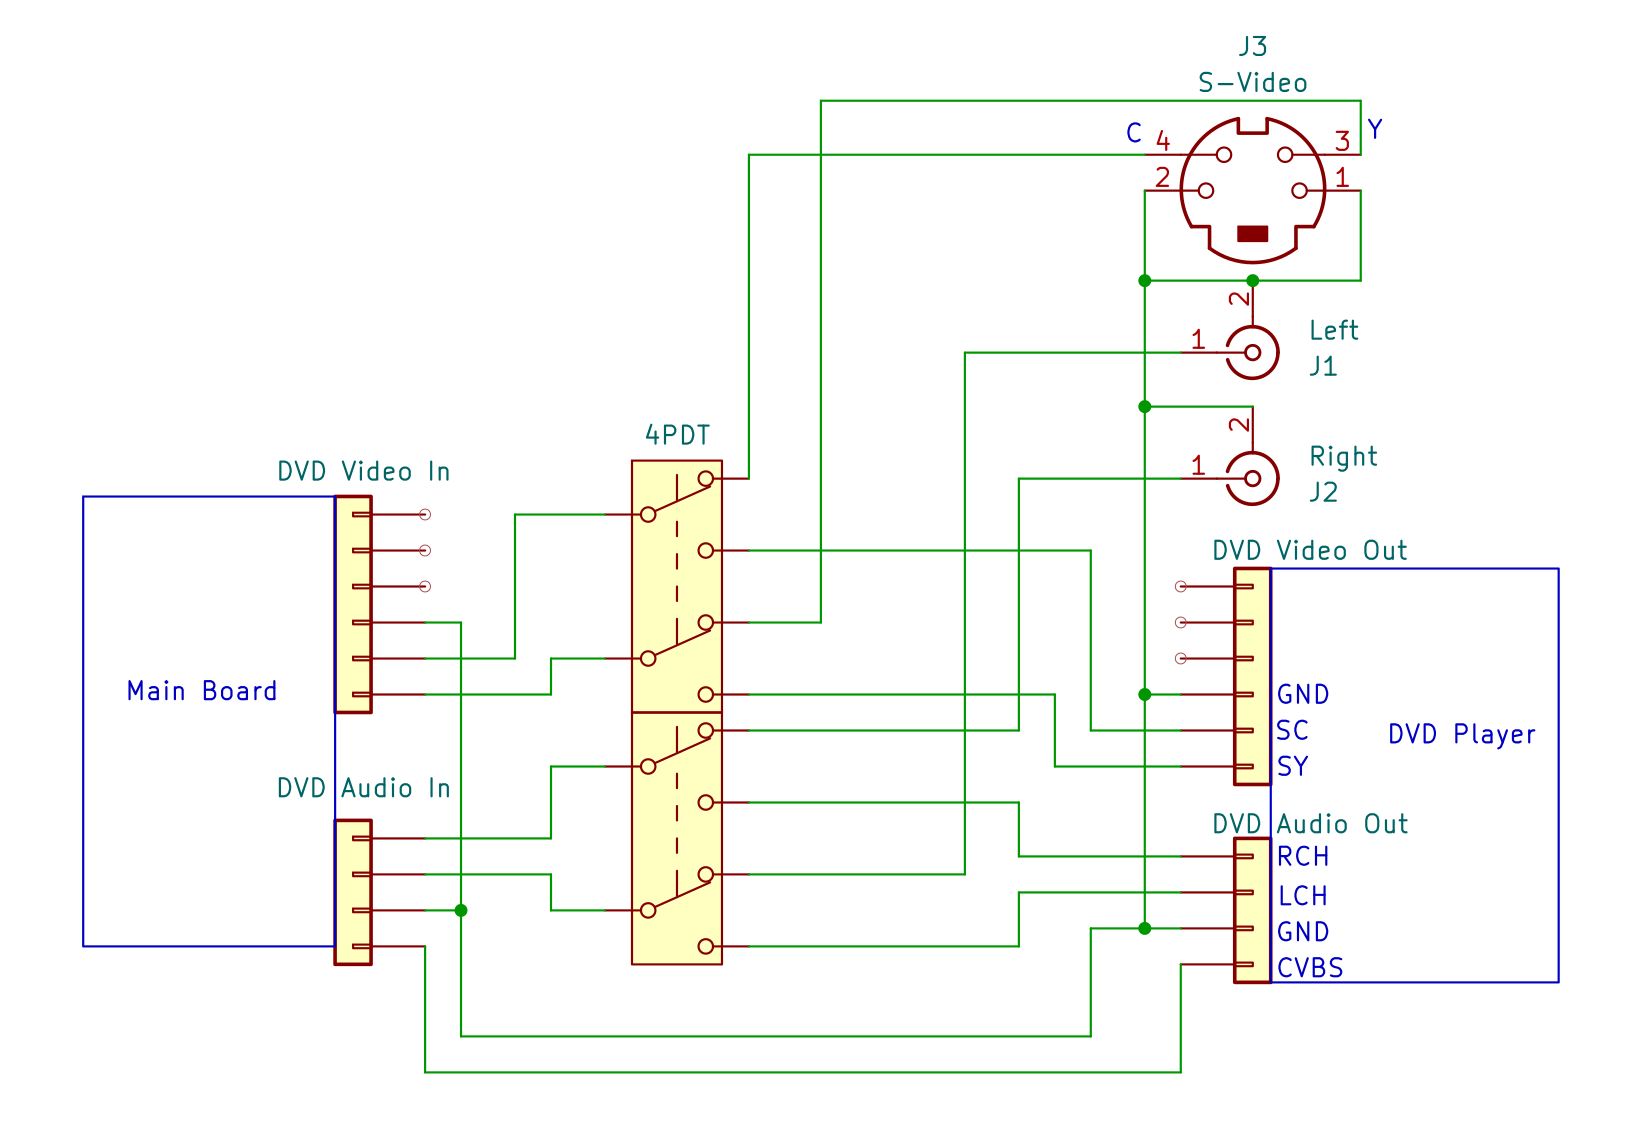 J3
S-Video
C
4
3
Y
2
1
2
Left
1
J1
2
4PDT
Right
1
DVD Video In
J2
DVD Video Out
Main Board
GND
SC
DVD Player
SY
DVD Audio In
DVD Audio Out
RCH
LCH
GND
CVBS